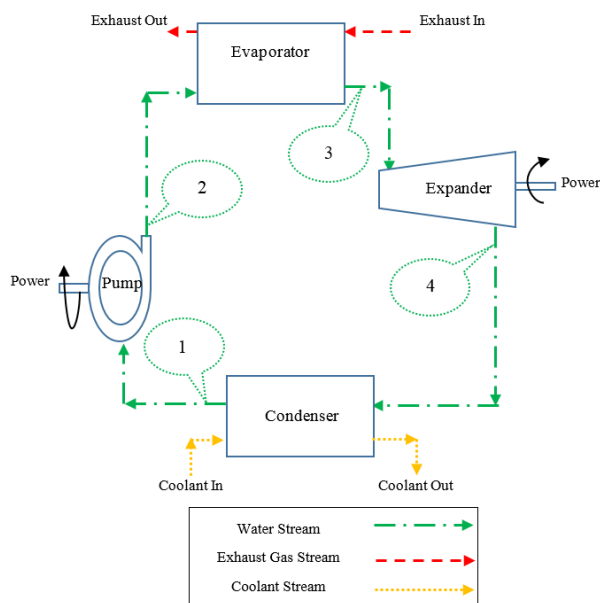 Exhaust Out
Exhaust In
Evaporator
3
Expander
Power
2
Power
Pump
4
1
Condenser
Coolant In
Coolant Out
Water Stream
Exhaust Gas Stream
Coolant Stream